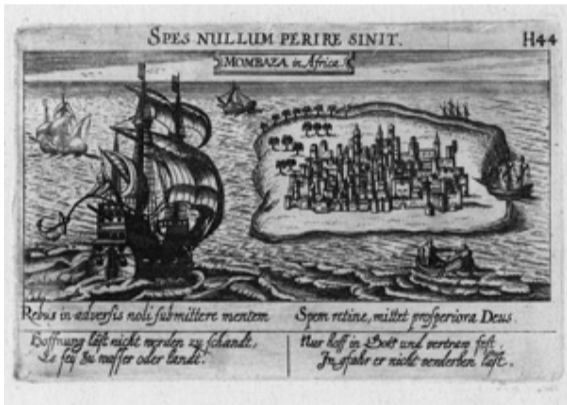 SPES NULLUM PERIRE SINIT.
H44
MOMBAZA in Africa.
Rebus in adversis noli submittere mentem
Spem retine, mittet prosperiora Deus.
Hoffnung läst nicht werden zu schandt,
Es sey zu wasser oder landt.
Nur hoff in Gott und vertraw fest,
In gfahr er nicht verderben läst.